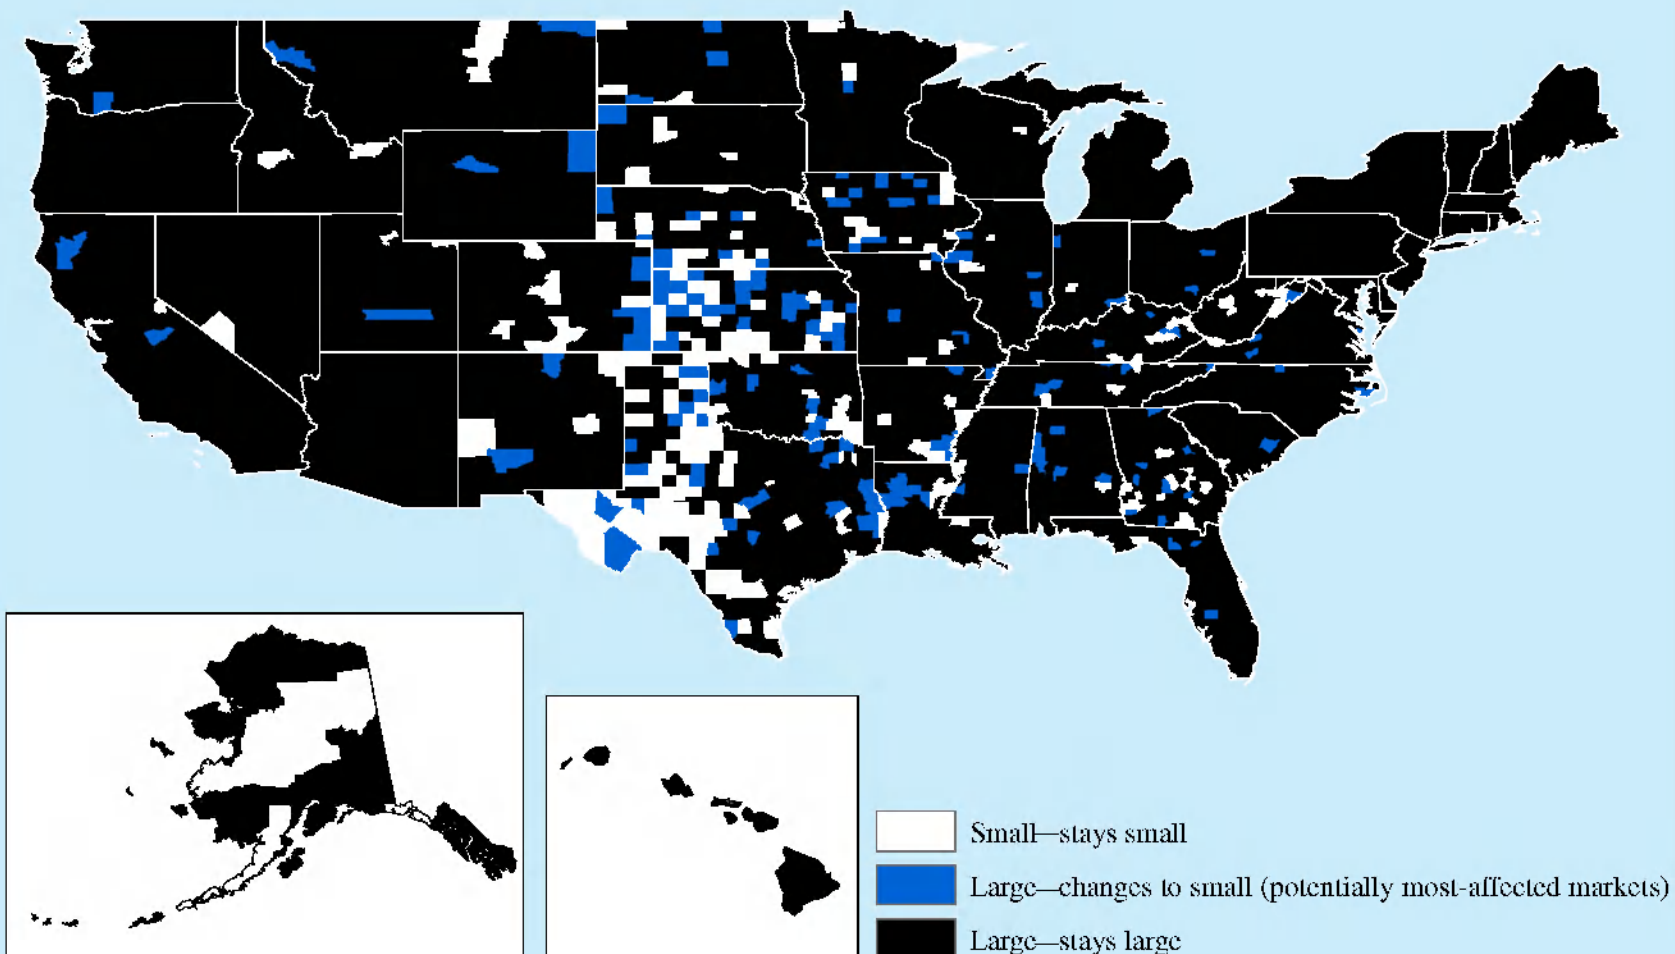 Small—stays small
Large—changes to small (potentially most-affected markets)
Large—stays large